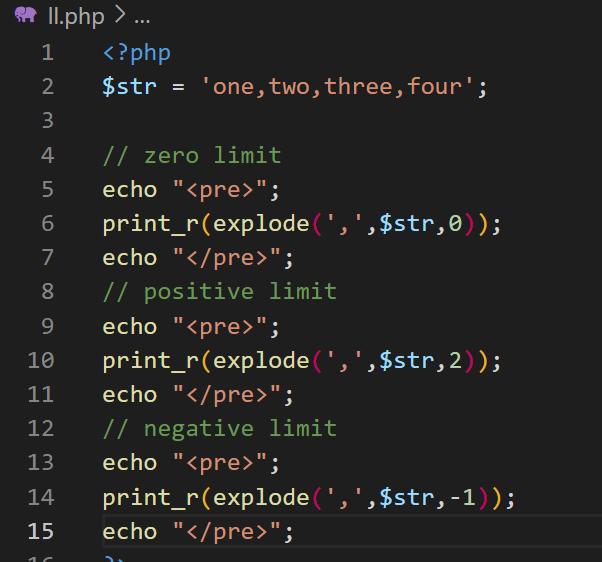 ll.php > ...
1 <?php
2 $str = 'one,two,three,four';
3
4 // zero limit
5 echo "<pre>";
6 print_r(explode(',',$str,0));
7 echo "</pre>";
8 // positive limit
9 echo "<pre>";
10 print_r(explode(',',$str,2));
11 echo "</pre>";
12 // negative limit
13 echo "<pre>";
14 print_r(explode(',',$str,-1));
15 echo "</pre>";
16 ?>